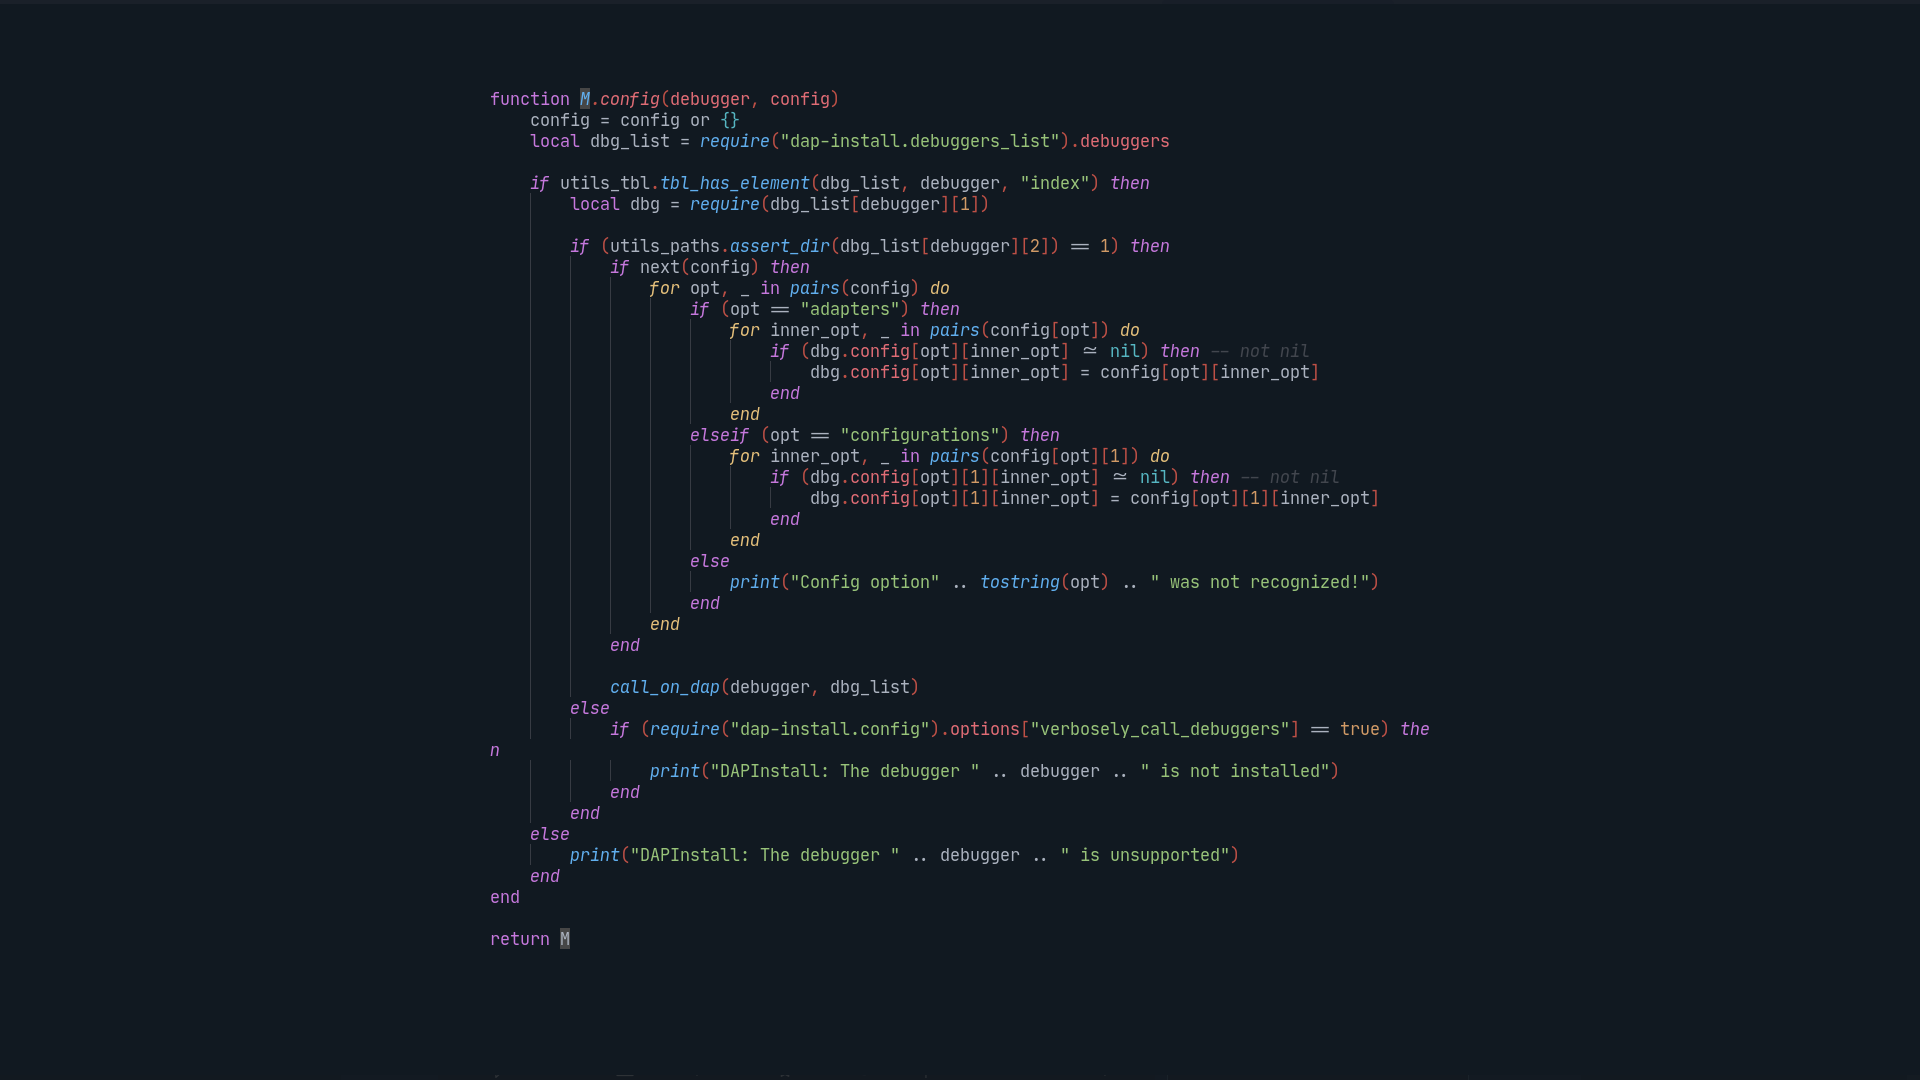 function M.config(debugger, config)
    config = config or {}
    local dbg_list = require("dap-install.debuggers_list").debuggers

    if utils_tbl.tbl_has_element(dbg_list, debugger, "index") then
        local dbg = require(dbg_list[debugger][1])

        if (utils_paths.assert_dir(dbg_list[debugger][2]) == 1) then
            if next(config) then
                for opt, _ in pairs(config) do
                    if (opt == "adapters") then
                        for inner_opt, _ in pairs(config[opt]) do
                            if (dbg.config[opt][inner_opt] ~= nil) then -- not nil
                                dbg.config[opt][inner_opt] = config[opt][inner_opt]
                            end
                        end
                    elseif (opt == "configurations") then
                        for inner_opt, _ in pairs(config[opt][1]) do
                            if (dbg.config[opt][1][inner_opt] ~= nil) then -- not nil
                                dbg.config[opt][1][inner_opt] = config[opt][1][inner_opt]
                            end
                        end
                    else
                        print("Config option" .. tostring(opt) .. " was not recognized!")
                    end
                end
            end

            call_on_dap(debugger, dbg_list)
        else
            if (require("dap-install.config").options["verbosely_call_debuggers"] == true) the
n
                print("DAPInstall: The debugger " .. debugger .. " is not installed")
            end
        end
    else
        print("DAPInstall: The debugger " .. debugger .. " is unsupported")
    end
end

return M